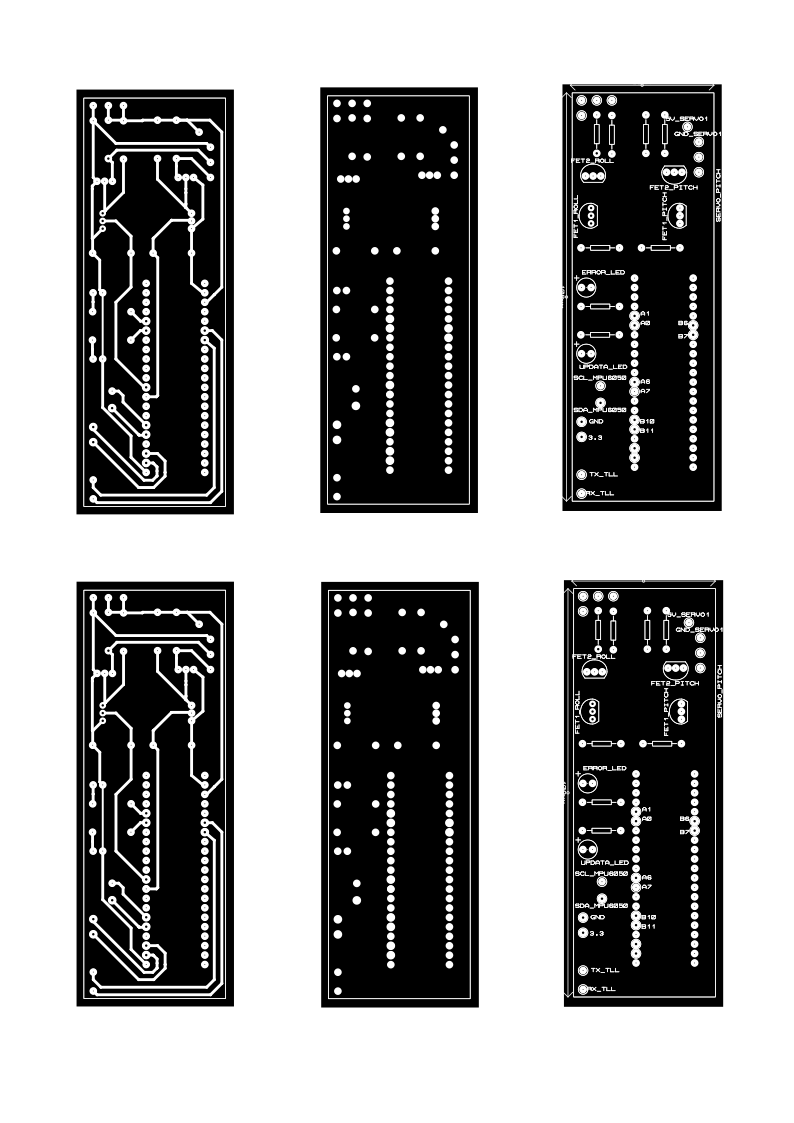 5V_SERVO1
GND_SERVO1
FET2_ROLL
FET2_PITCH
SERVO_PITCH
FET1_ROLL
FET1_PITCH
ERROR_LED
A1
A0
B6
B7
UPDATA_LED
SCL_MPU6050
A6
A7
SDA_MPU6050
GND
B10
3.3
B11
TX_TLL
RX_TLL
5V_SERVO1
GND_SERVO1
FET2_ROLL
FET2_PITCH
SERVO_PITCH
FET1_ROLL
FET1_PITCH
ERROR_LED
A1
A0
B6
B7
UPDATA_LED
SCL_MPU6050
A6
A7
SDA_MPU6050
GND
B10
3.3
B11
TX_TLL
RX_TLL